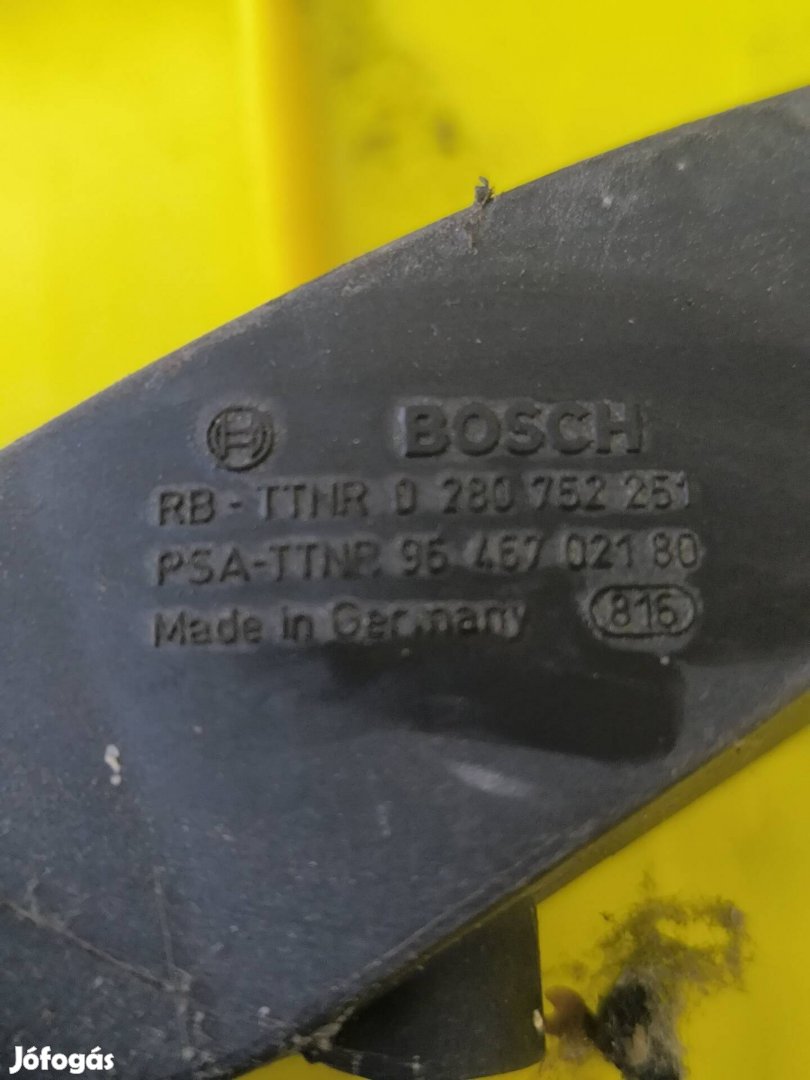 BOSCH
RB - TTNR 0 280 752 251
PSA-TTNR 96 467 021 80
Made in Germany 816
Jófogás